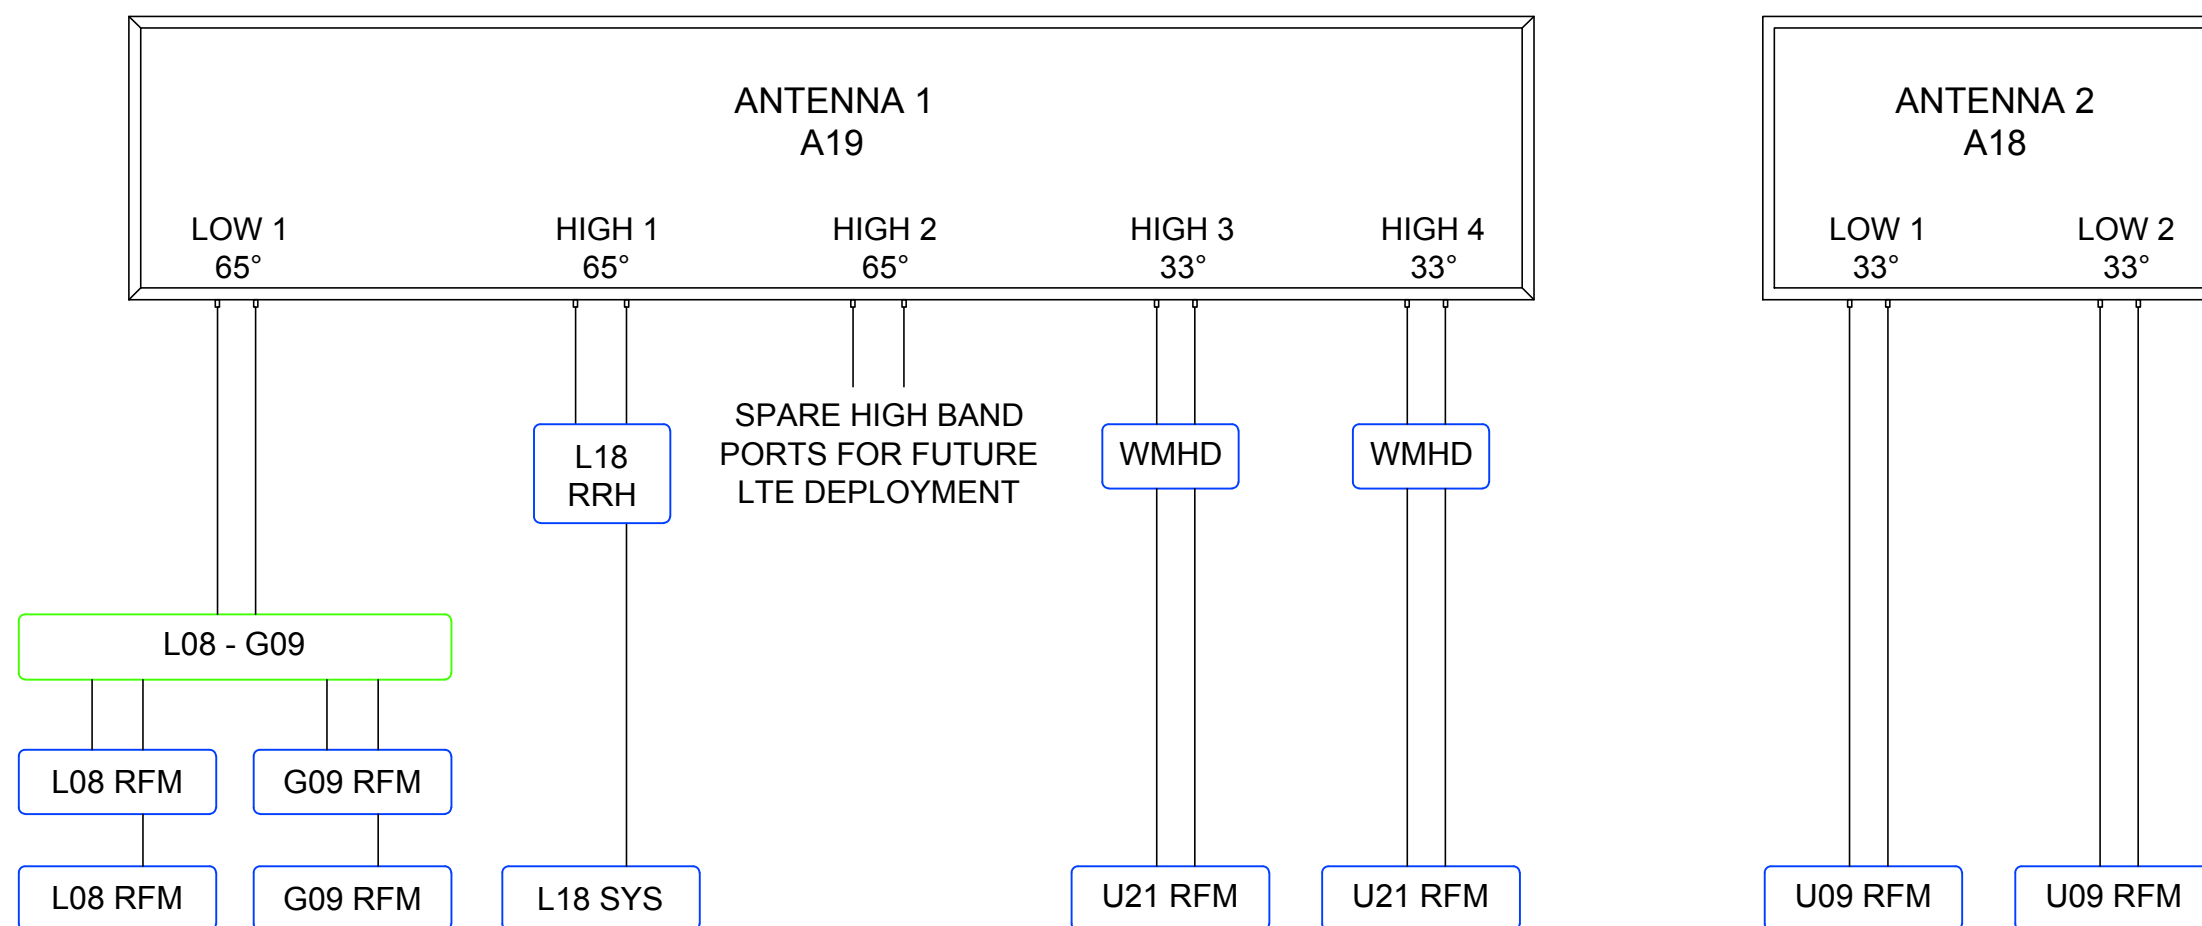 ANTENNA 1
A19
LOW 1
65°
HIGH 1
65°
HIGH 2
65°
HIGH 3
33°
HIGH 4
33°
ANTENNA 2
A18
LOW 1
33°
LOW 2
33°
SPARE HIGH BAND
PORTS FOR FUTURE
LTE DEPLOYMENT
L18
RRH
WMHD
WMHD
L08 - G09
L08 RFM
G09 RFM
L08 RFM
G09 RFM
L18 SYS
U21 RFM
U21 RFM
U09 RFM
U09 RFM